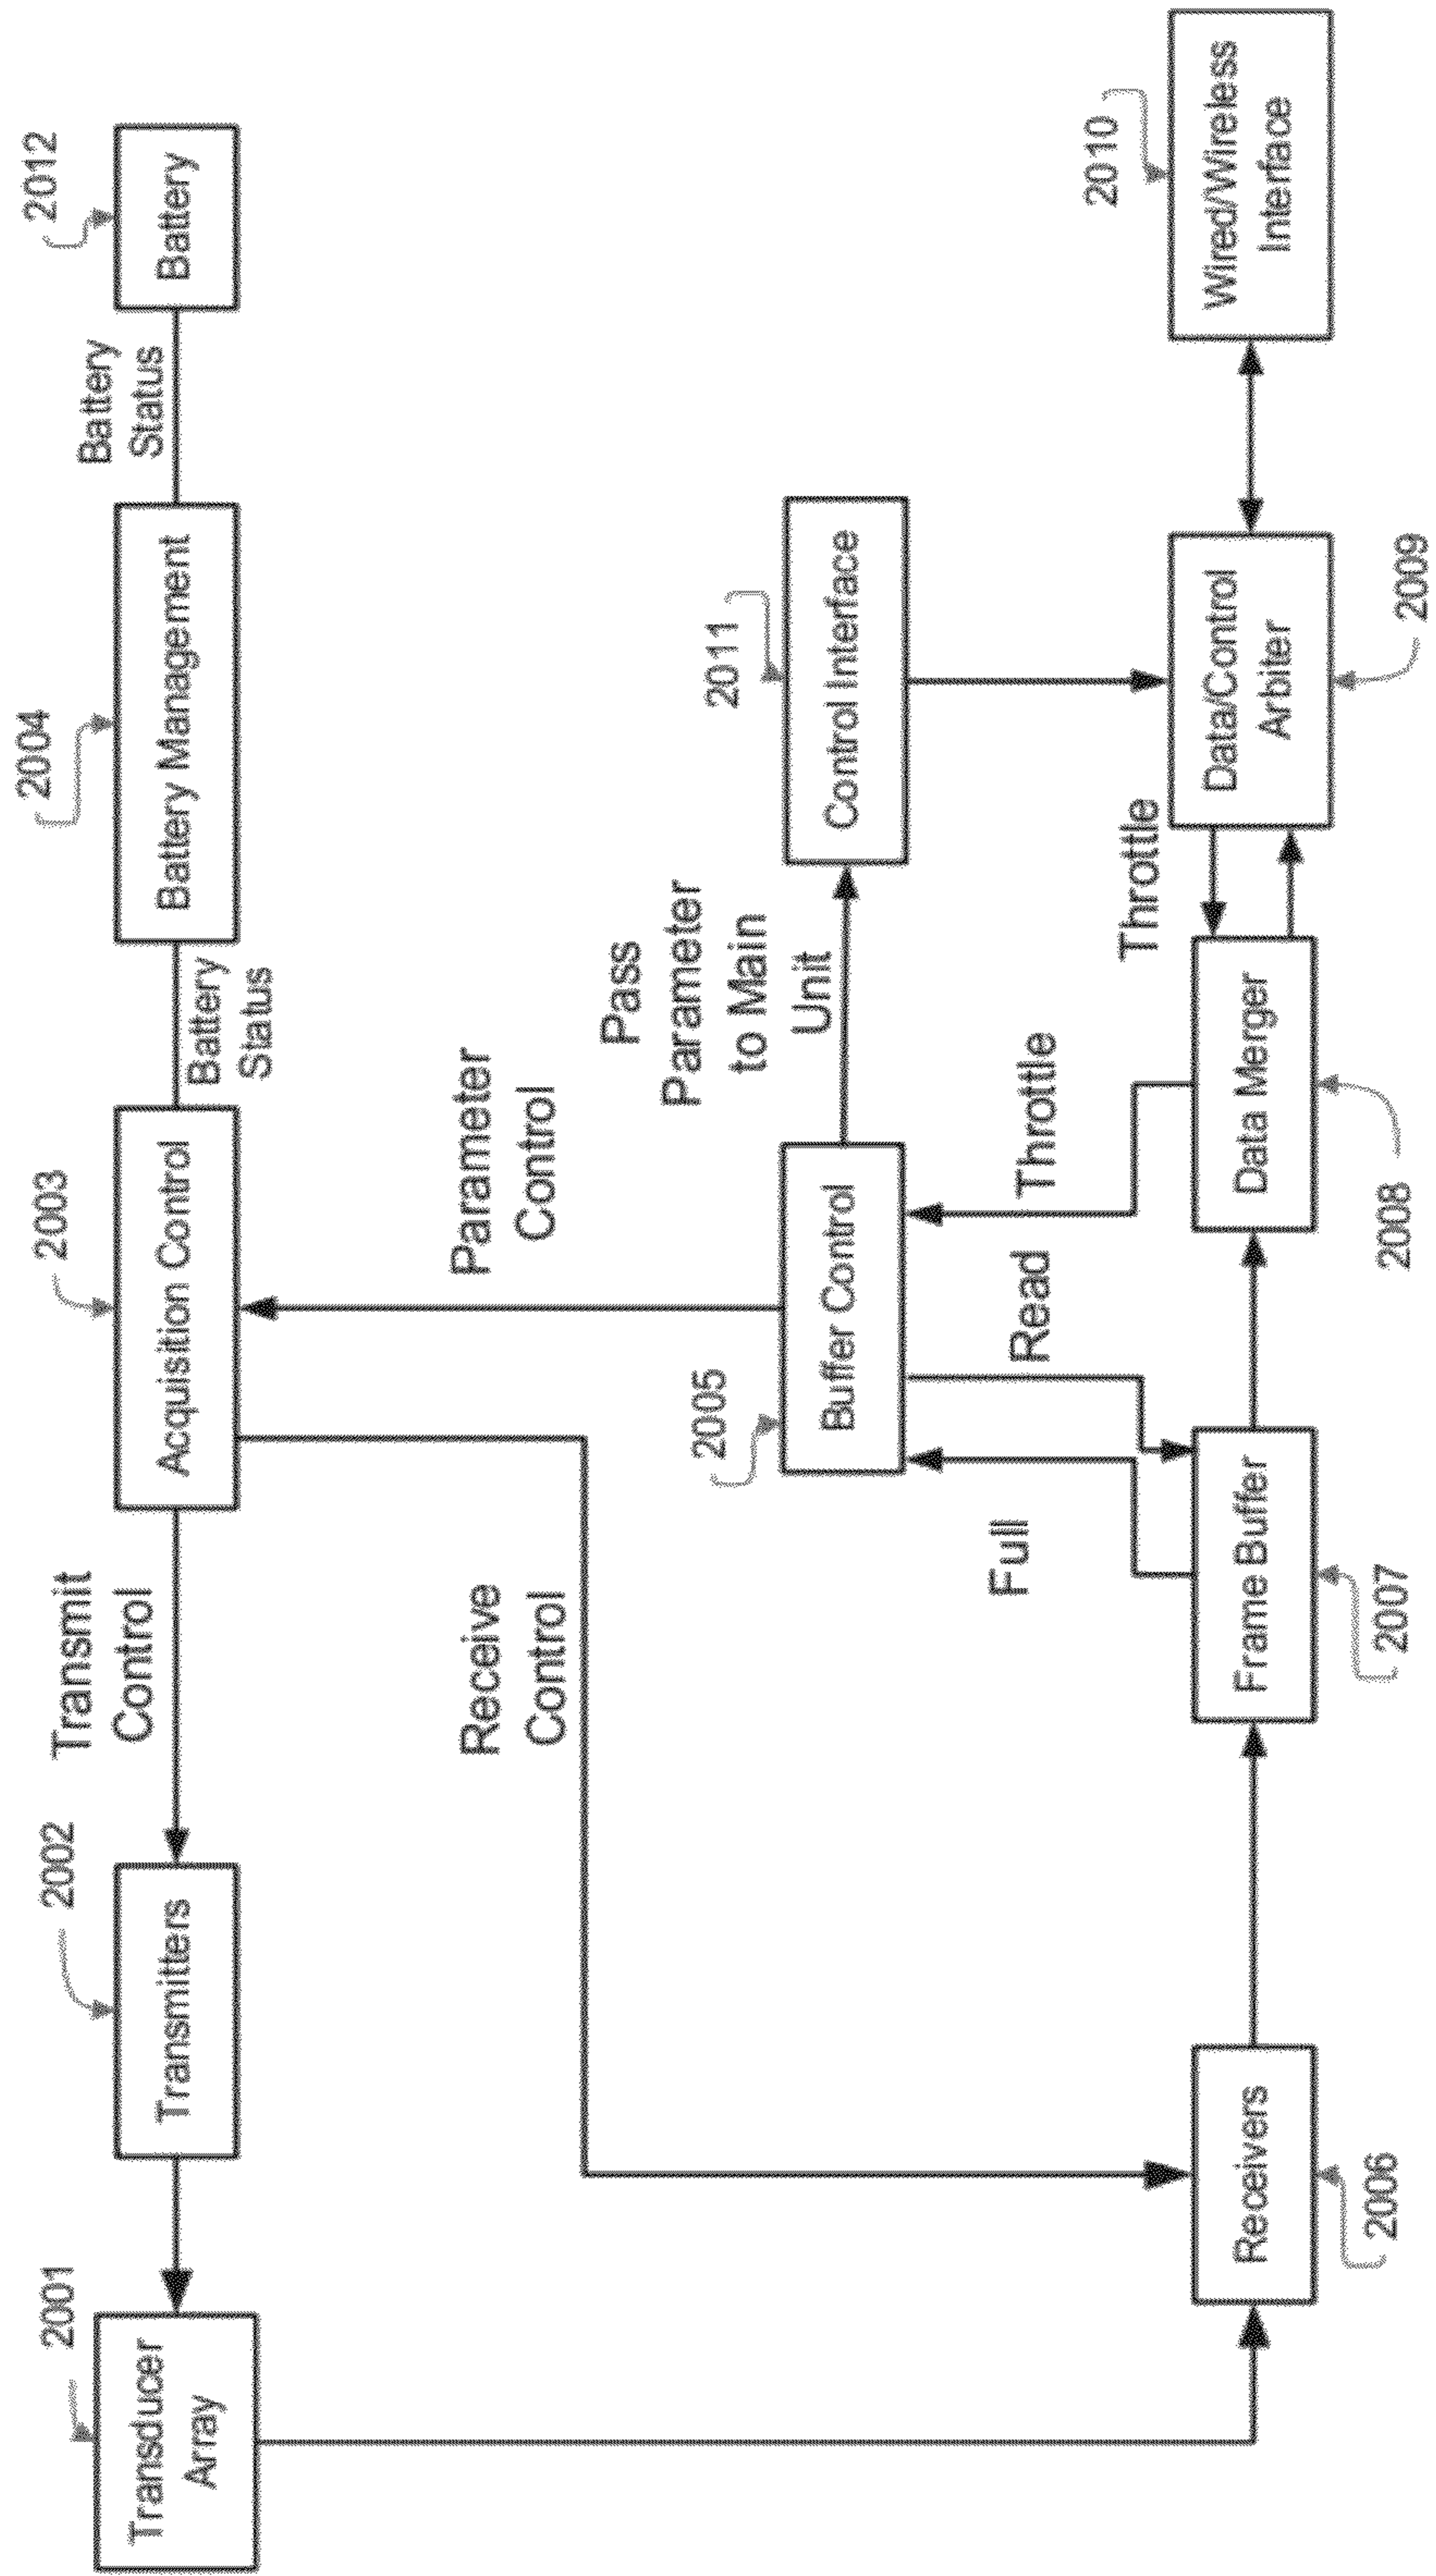 2001
Transducer
Array
2002
Transmitters
Transmit
Control
2003
Acquisition Control
Battery
Status
2004
Battery Management
Battery
Status
2012
Battery
Receive
Control
Parameter
Control
2005
Buffer Control
Pass
Parameter
to Main
Unit
2011
Control Interface
Full
Read
Throttle
Throttle
2006
Receivers
2007
Frame Buffer
2008
Data Merger
2009
Data/Control
Arbiter
2010
Wired/Wireless
Interface